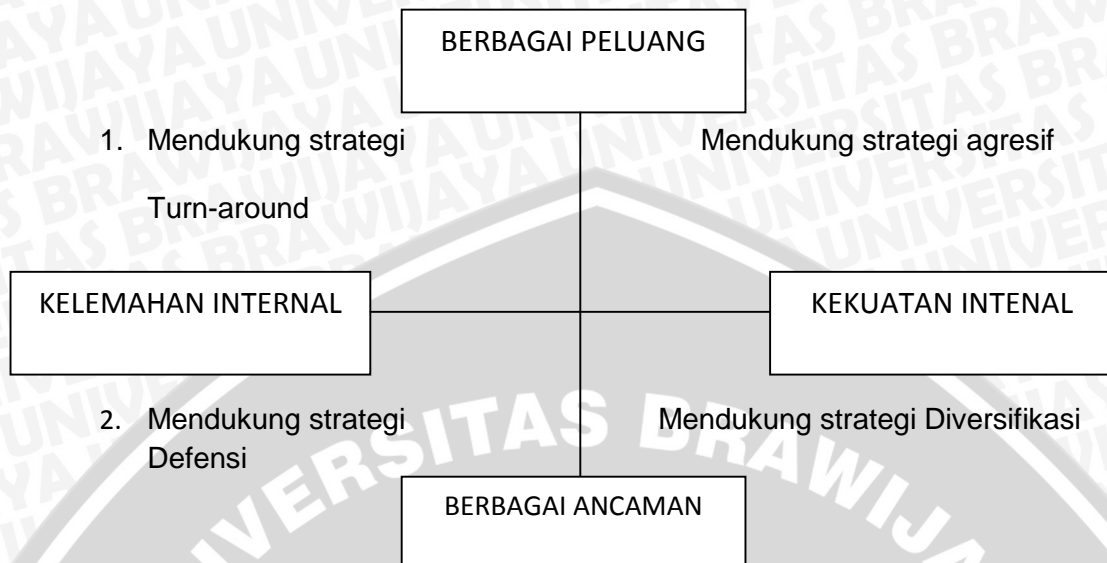 BERBAGAI PELUANG
1. Mendukung strategi
Turn-around
Mendukung strategi agresif
KELEMAHAN INTERNAL
KEKUATAN INTENAL
2. Mendukung strategi
Defensi
Mendukung strategi Diversifikasi
BERBAGAI ANCAMAN